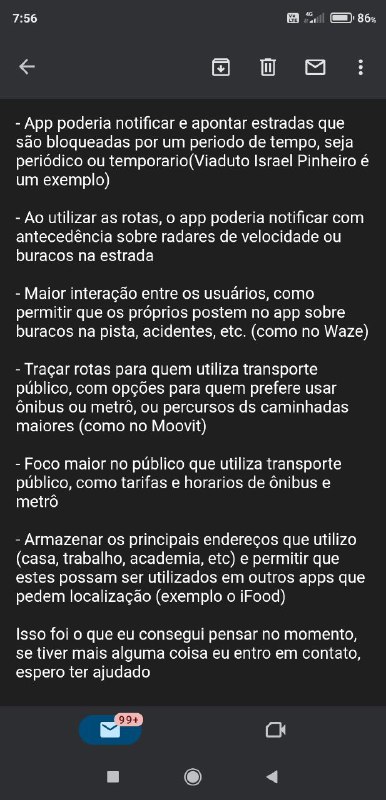 7:56
4G
86%
- App poderia notificar e apontar estradas que
são bloqueadas por um periodo de tempo, seja
periódico ou temporario(Viaduto Israel Pinheiro é
um exemplo)
- Ao utilizar as rotas, o app poderia notificar com
antecedência sobre radares de velocidade ou
buracos na estrada
- Maior interação entre os usuários, como
permitir que os próprios postem no app sobre
buracos na pista, acidentes, etc. (como no Waze)
- Traçar rotas para quem utiliza transporte
público, com opções para quem prefere usar
ônibus ou metrô, ou percursos ds caminhadas
maiores (como no Moovit)
- Foco maior no público que utiliza transporte
público, como tarifas e horarios de ônibus e
metrô
- Armazenar os principais endereços que utilizo
(casa, trabalho, academia, etc) e permitir que
estes possam ser utilizados em outros apps que
pedem localização (exemplo o iFood)
Isso foi o que eu consegui pensar no momento,
se tiver mais alguma coisa eu entro em contato,
espero ter ajudado
99+